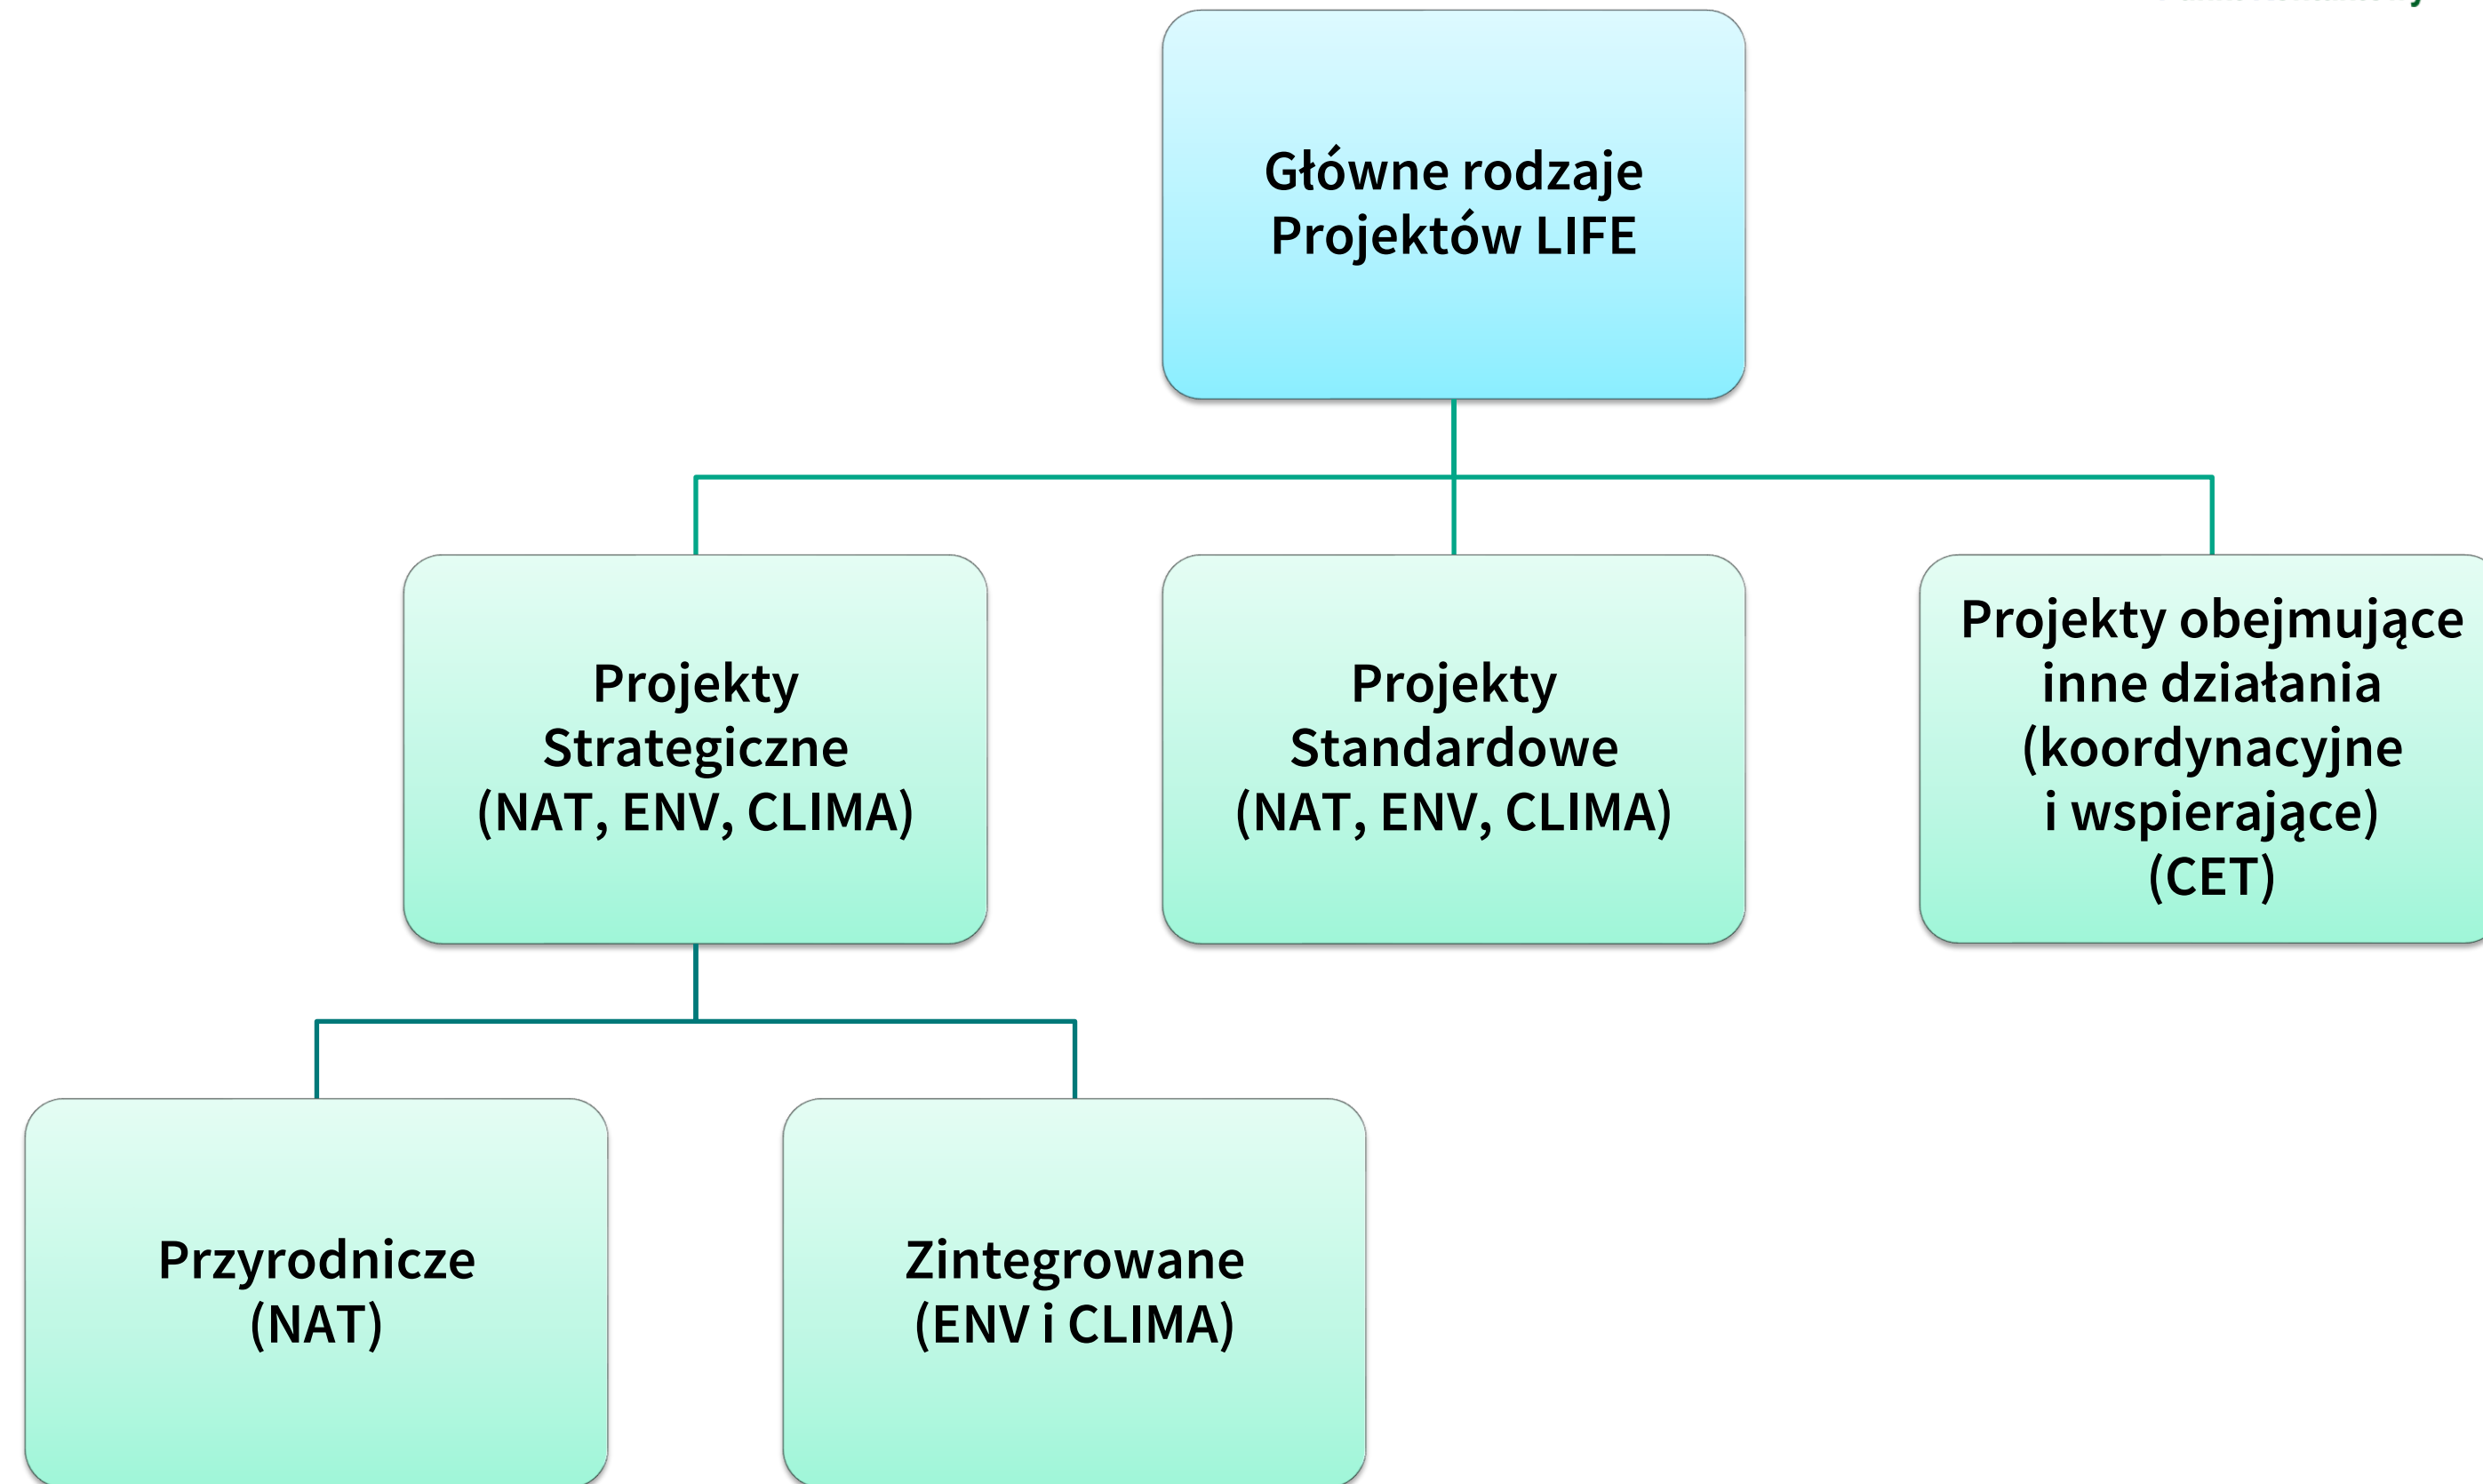 Główne rodzaje
Projektów LIFE
Projekty
Strategiczne
(NAT, ENV, CLIMA)
Projekty
Standardowe
(NAT, ENV, CLIMA)
Projekty obejmujące
inne działania
(koordynacyjne
i wspierające)
(CET)
Przyrodnicze
(NAT)
Zintegrowane
(ENV i CLIMA)